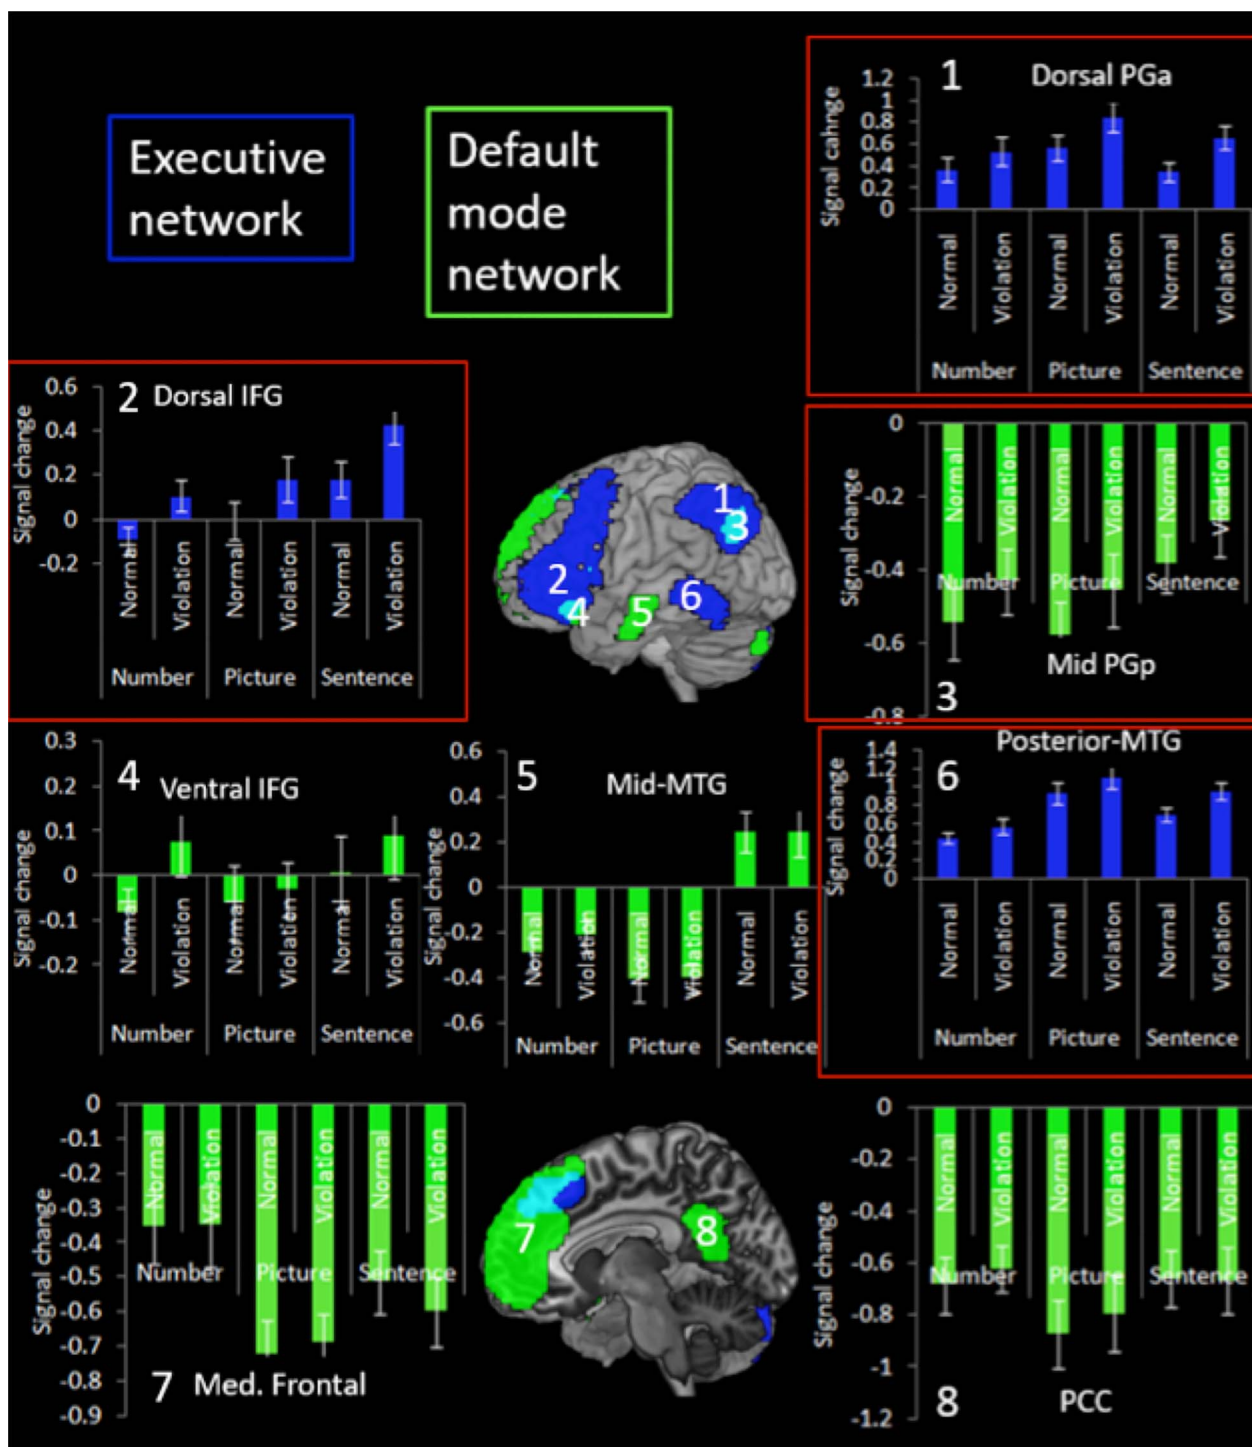 Executive
network
Default
mode
network
1 Dorsal PGa
Signal cahnge
1.2
1
0.8
0.6
0.4
0.2
0
Normal Violation Normal Violation Normal Violation
Number Picture Sentence
2 Dorsal IFG
Signal change
0.6
0.4
0.2
0
-0.2
Normal Violation Normal Violation Normal Violation
Number Picture Sentence
1
3
2
4
5
6
Signal change
0
-0.2
-0.4
-0.6
-0.8
Normal Violation Normal Violation Normal Violation
Number Picture Sentence
Mid PGp
3
4 Ventral IFG
Signal change
0.3
0.2
0.1
0
-0.1
-0.2
Normal Violation Normal Violation Normal Violation
Number Picture Sentence
5 Mid-MTG
Signal change
0.6
0.4
0.2
0
-0.2
-0.4
-0.6
Normal Violation Normal Violation Normal Violation
Number Picture Sentence
Posterior-MTG
6
Signal change
1.4
1.2
1
0.8
0.6
0.4
0.2
0
Normal Violation Normal Violation Normal Violation
Number Picture Sentence
Signal change
0
-0.1
-0.2
-0.3
-0.4
-0.5
-0.6
-0.7
-0.8
-0.9
Normal Violation Normal Violation Normal Violation
Number Picture Sentence
7 Med. Frontal
7
8
Signal change
0
-0.2
-0.4
-0.6
-0.8
-1
-1.2
Normal Violation Normal Violation Normal Violation
Number Picture Sentence
8 PCC